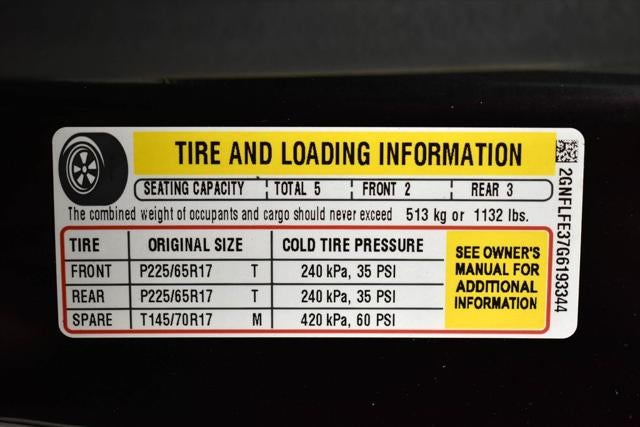 TIRE AND LOADING INFORMATION
SEATING CAPACITY TOTAL 5 FRONT 2 REAR 3
The combined weight of occupants and cargo should never exceed 513 kg or 1132 lbs.
TIRE ORIGINAL SIZE COLD TIRE PRESSURE
FRONT P225/65R17 T 240 kPa, 35 PSI
REAR P225/65R17 T 240 kPa, 35 PSI
SPARE T145/70R17 M 420 kPa, 60 PSI
SEE OWNER'S
MANUAL FOR
ADDITIONAL
INFORMATION
2GNFLFE37G6193344